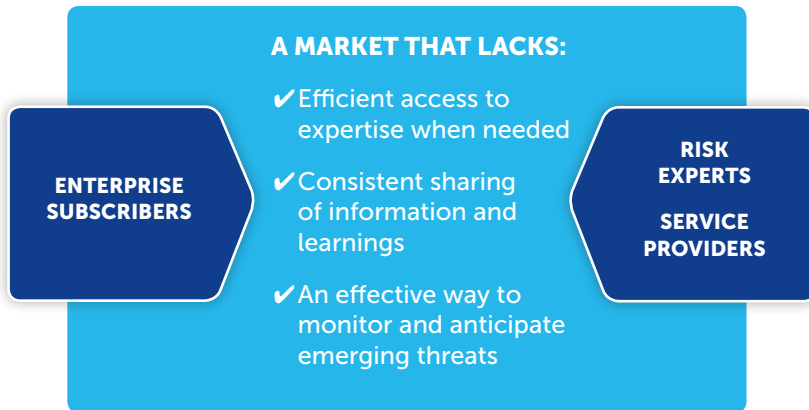 A MARKET THAT LACKS:
✔Efficient access to
expertise when needed
✔Consistent sharing
of information and
learnings
✔An effective way to
monitor and anticipate
emerging threats
ENTERPRISE
SUBSCRIBERS
RISK
EXPERTS
SERVICE
PROVIDERS